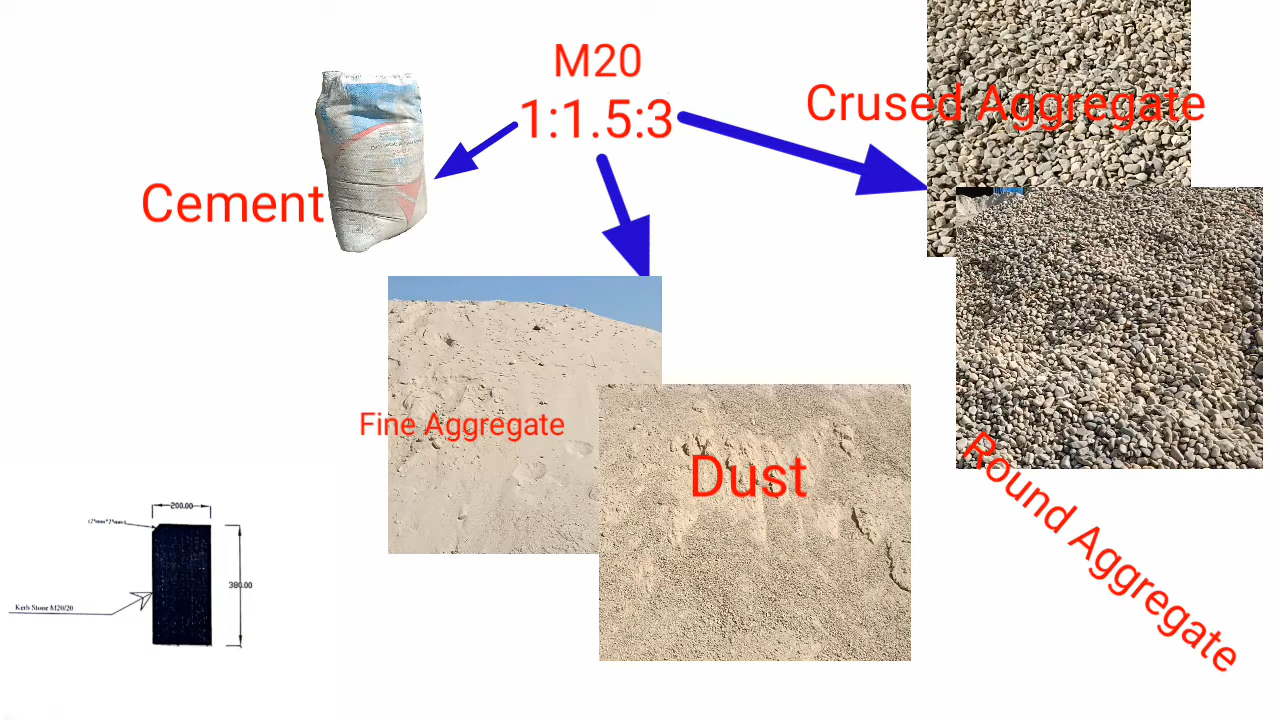 M20
1:1.5:3
Crused Aggregate
Cement
Fine Aggregate
Dust
Round Aggregate
200.00
380.00
Kerb Stone M20/20